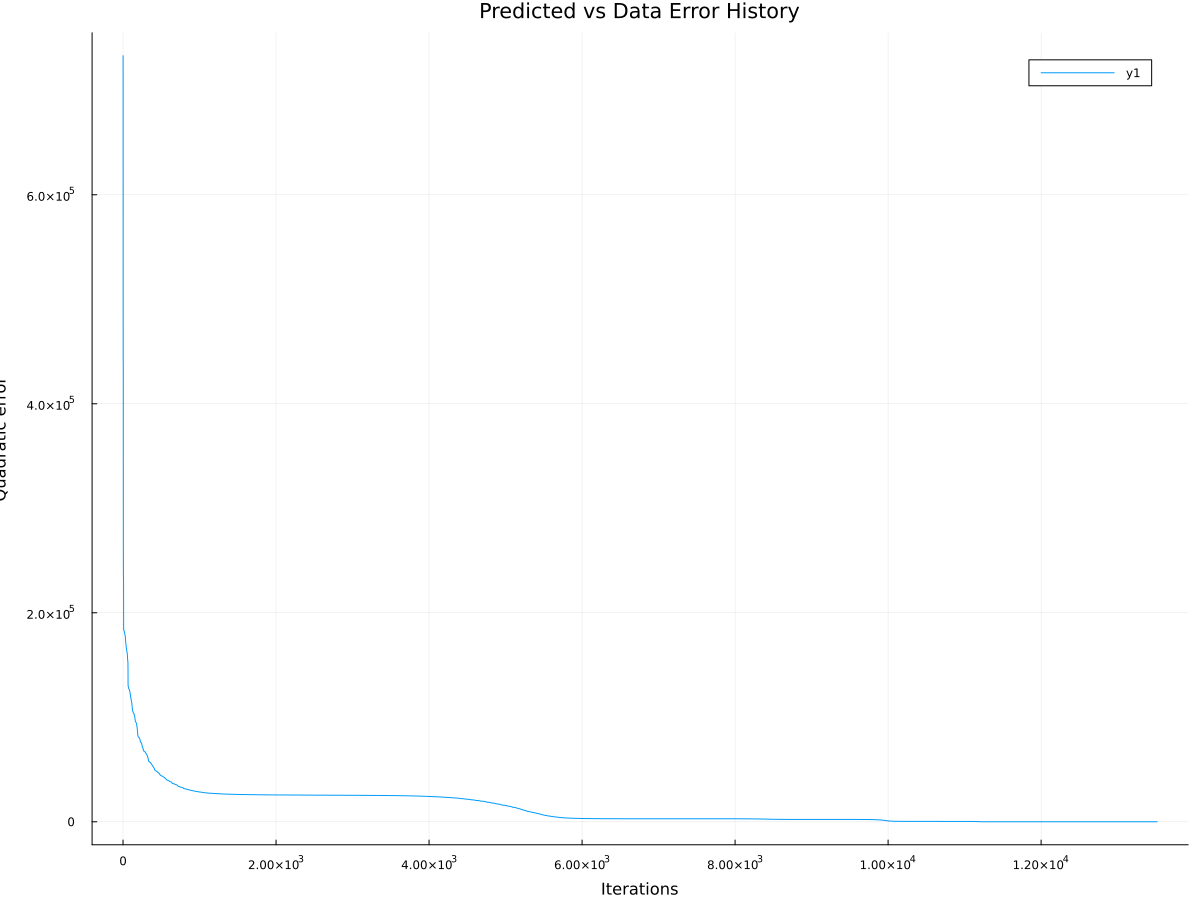 Predicted vs Data Error History
y1
Quadratic error
6.0×10⁵
4.0×10⁵
2.0×10⁵
0
0 2.00×10³ 4.00×10³ 6.00×10³ 8.00×10³ 1.00×10⁴ 1.20×10⁴
Iterations